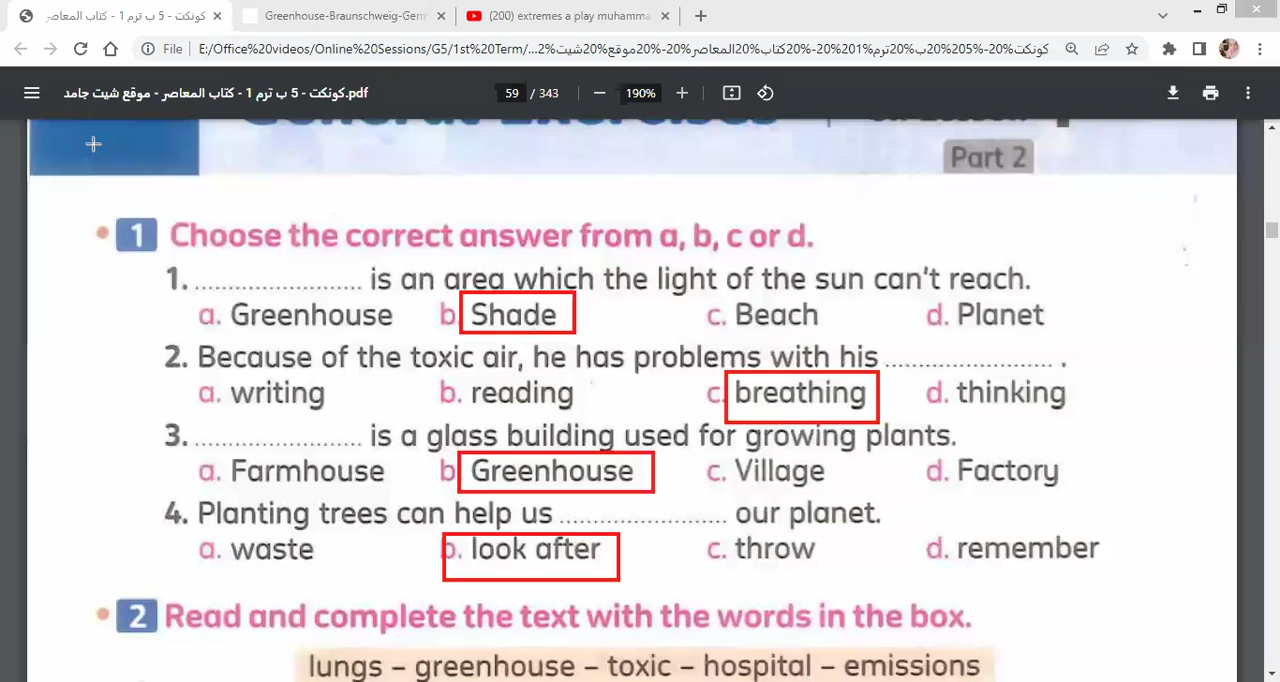 كونكت - 5 ب ترم 1 - كتاب المعاصر
Greenhouse-Braunschweig-Gern
(200) extremes a play muhamma
File
E:/Office%20videos/Online%20Sessions/G5/1st%20Term/...كونكت%20-%205%20ب%20ترم%201%20-%20كتاب%20المعاصر%20-%20موقع%20شيت%2
كونكت - 5 ب ترم 1 - كتاب المعاصر - موقع شيت جامد.pdf
59 / 343
190%
General Exercises
Part 2
1 Choose the correct answer from a, b, c or d.
1. ........................ is an area which the light of the sun can't reach.
a. Greenhouse b. Shade c. Beach d. Planet
2. Because of the toxic air, he has problems with his ........................ .
a. writing b. reading c. breathing d. thinking
3. ........................ is a glass building used for growing plants.
a. Farmhouse b Greenhouse c. Village d. Factory
4. Planting trees can help us ........................ our planet.
a. waste b. look after c. throw d. remember
2 Read and complete the text with the words in the box.
lungs – greenhouse – toxic – hospital – emissions